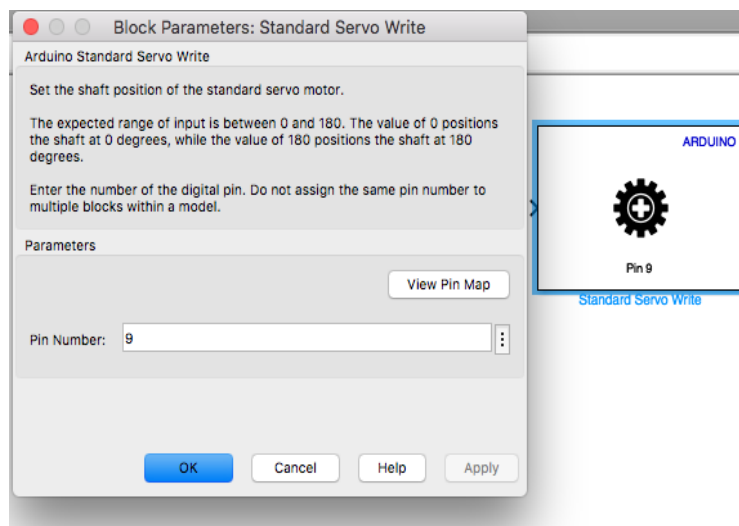 Block Parameters: Standard Servo Write
Arduino Standard Servo Write
Set the shaft position of the standard servo motor.
The expected range of input is between 0 and 180. The value of 0 positions
the shaft at 0 degrees, while the value of 180 positions the shaft at 180
degrees.
Enter the number of the digital pin. Do not assign the same pin number to
multiple blocks within a model.
Parameters
View Pin Map
Pin Number: 9
OK Cancel Help Apply
ARDUINO
Pin 9
Standard Servo Write